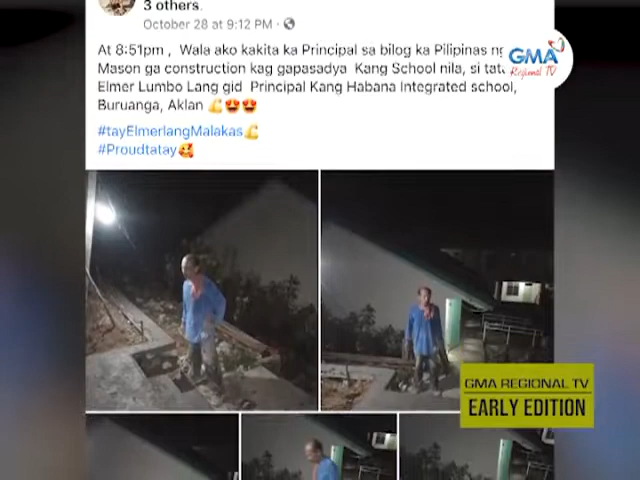 3 others.
October 28 at 9:12 PM ·
At 8:51pm , Wala ako kakita ka Principal sa bilog ka Pilipinas ng
Mason ga construction kag gapasadya Kang School nila, si
Elmer Lumbo Lang gid Principal Kang Habana Integrated school,
Buruanga, Aklan
#tayElmerlangMalakas
#Proudtatay
GMA
Regional TV
GMA REGIONAL TV
EARLY EDITION